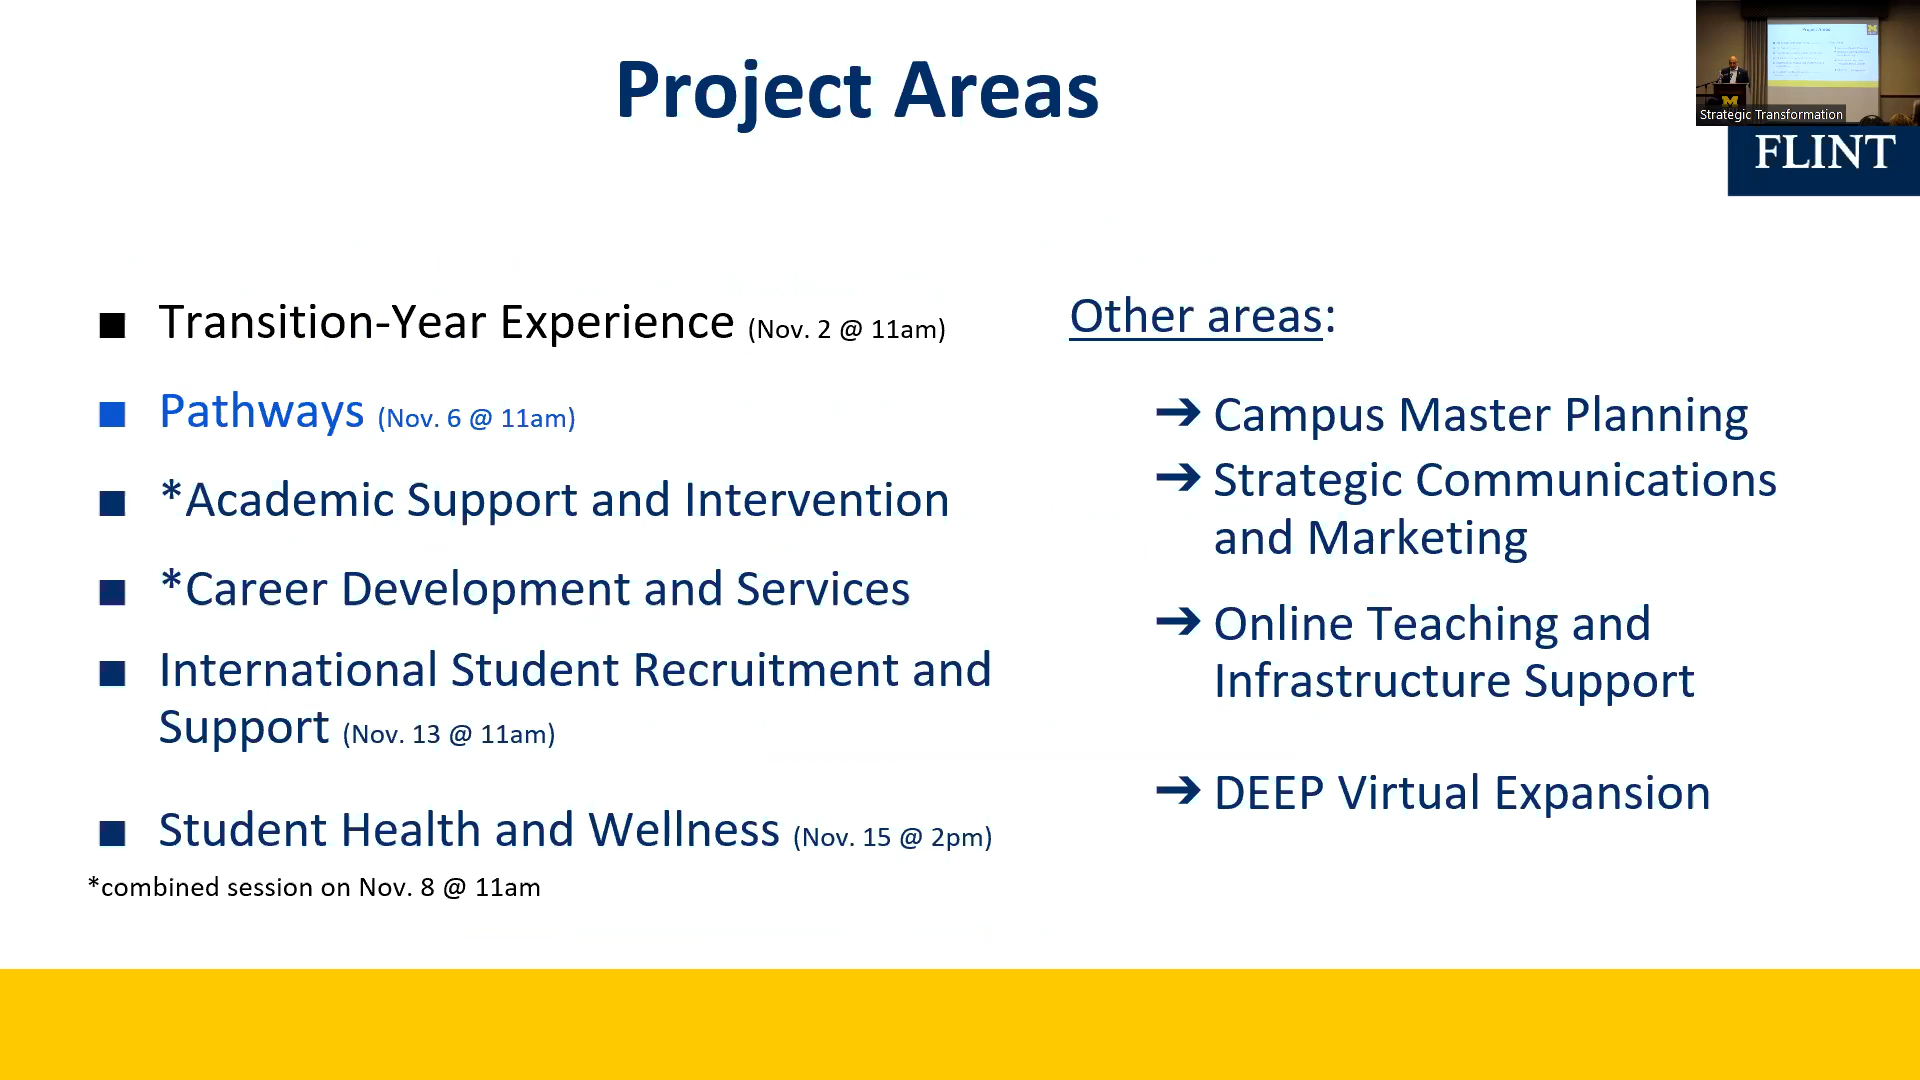 Project Areas
Strategic Transformation
FLINT
■ Transition-Year Experience (Nov. 2 @ 11am)
■ Pathways (Nov. 6 @ 11am)
■ *Academic Support and Intervention
■ *Career Development and Services
■ International Student Recruitment and
Support (Nov. 13 @ 11am)
■ Student Health and Wellness (Nov. 15 @ 2pm)
*combined session on Nov. 8 @ 11am
Other areas:
➔ Campus Master Planning
➔ Strategic Communications
and Marketing
➔ Online Teaching and
Infrastructure Support
➔ DEEP Virtual Expansion